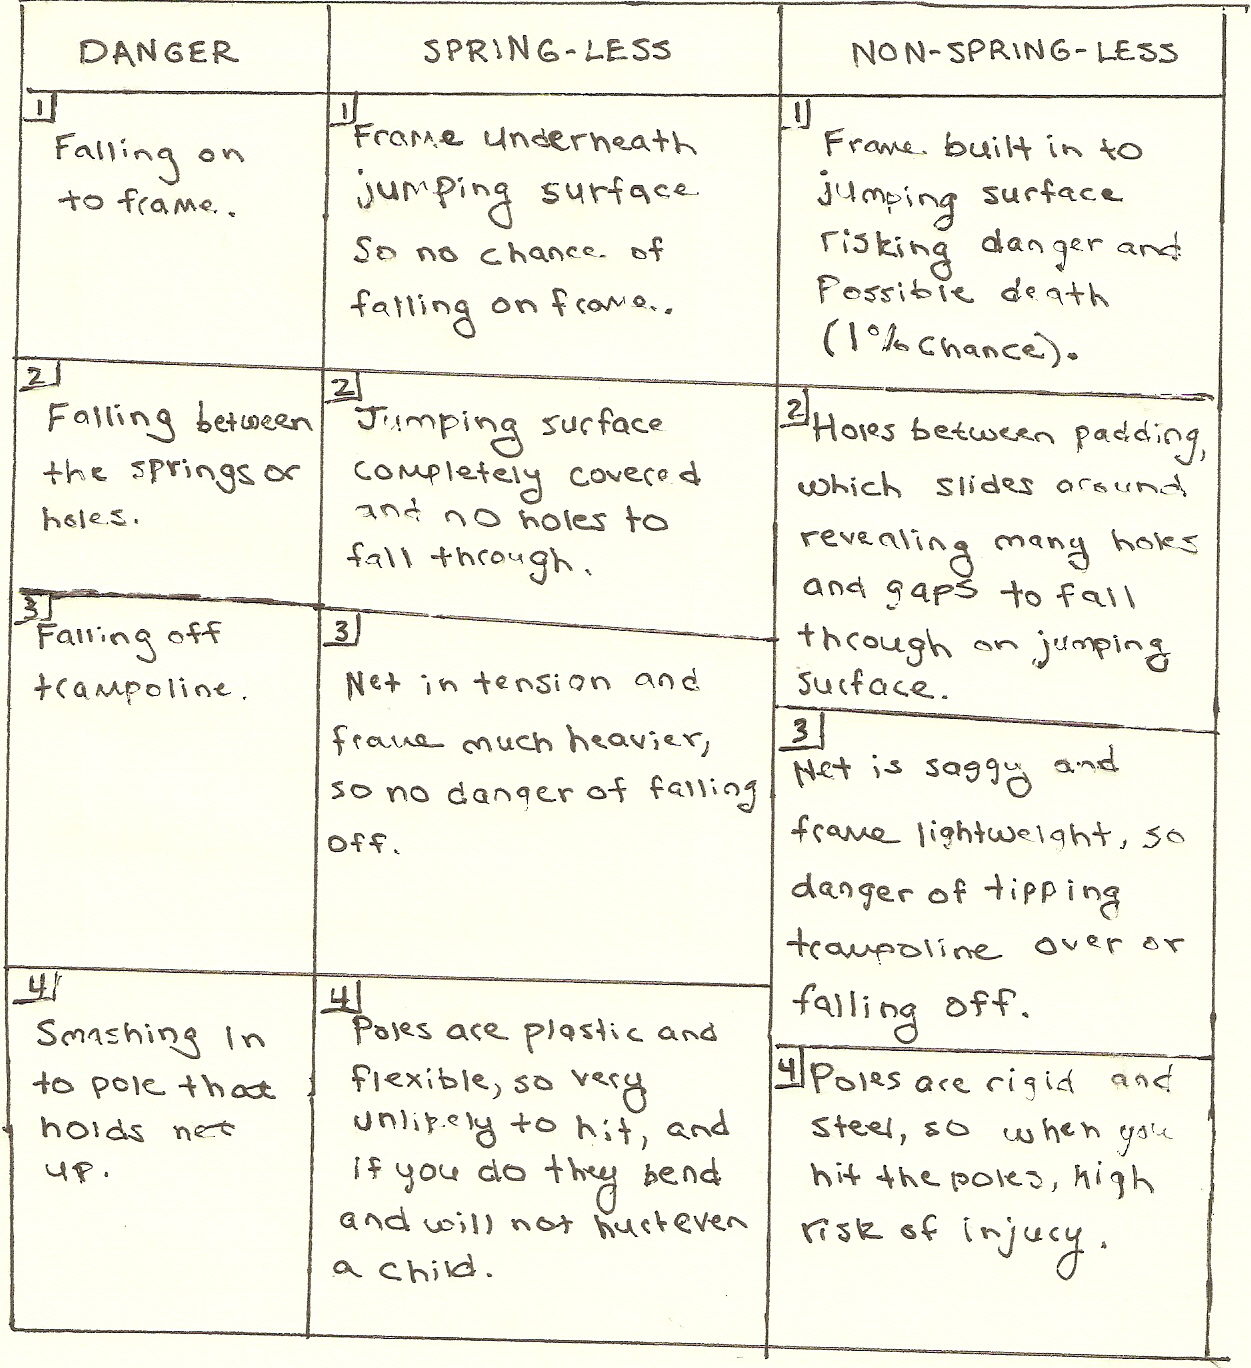 DANGER
SPRING-LESS
NON-SPRING-LESS
1
Falling on
to frame.
1
Frame underneath
jumping surface
So no chance of
falling on frame.
1
Frame built in to
jumping surface
risking danger and
Possible death
(1% chance).
2
Falling between
the springs or
holes.
2
Jumping surface
completely covered
and no holes to
fall through.
2
Holes between padding,
which slides around
revealing many holes
and gaps to fall
through on jumping
surface.
3
Falling off
trampoline.
3
Net in tension and
frame much heavier,
so no danger of falling
off.
3
Net is saggy and
frame lightweight, so
danger of tipping
trampoline over or
falling off.
4
Smashing in
to pole that
holds net
up.
4
Poles are plastic and
flexible, so very
unlikely to hit, and
if you do they bend
and will not hurt even
a child.
4
Poles are rigid and
steel, so when you
hit the poles, high
risk of injury.